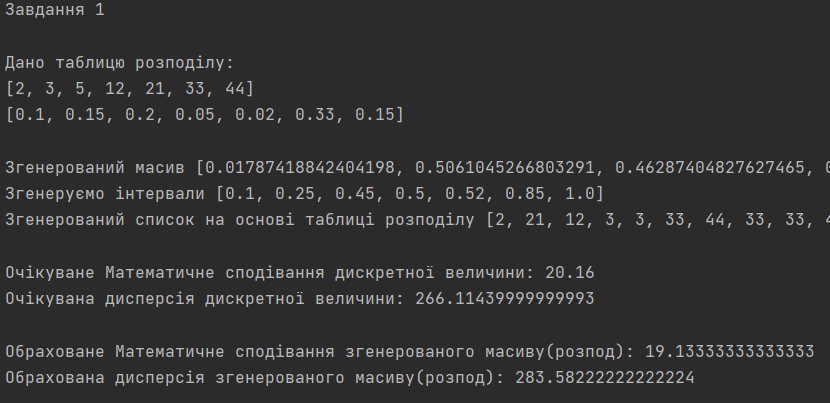 Завдання 1
Дано таблицю розподілу:
[2, 3, 5, 12, 21, 33, 44]
[0.1, 0.15, 0.2, 0.05, 0.02, 0.33, 0.15]
Згенерований масив [0.01787418842404198, 0.5061045266803291, 0.46287404827627465, 0
Згенеруємо інтервали [0.1, 0.25, 0.45, 0.5, 0.52, 0.85, 1.0]
Згенерований список на основі таблиці розподілу [2, 21, 12, 3, 3, 33, 44, 33, 33, 4
Очікуване Математичне сподівання дискретної величини: 20.16
Очікувана дисперсія дискретної величини: 266.11439999999993
Обраховане Математичне сподівання згенерованого масиву(розпод): 19.13333333333333
Обрахована дисперсія згенерованого масиву(розпод): 283.58222222222224